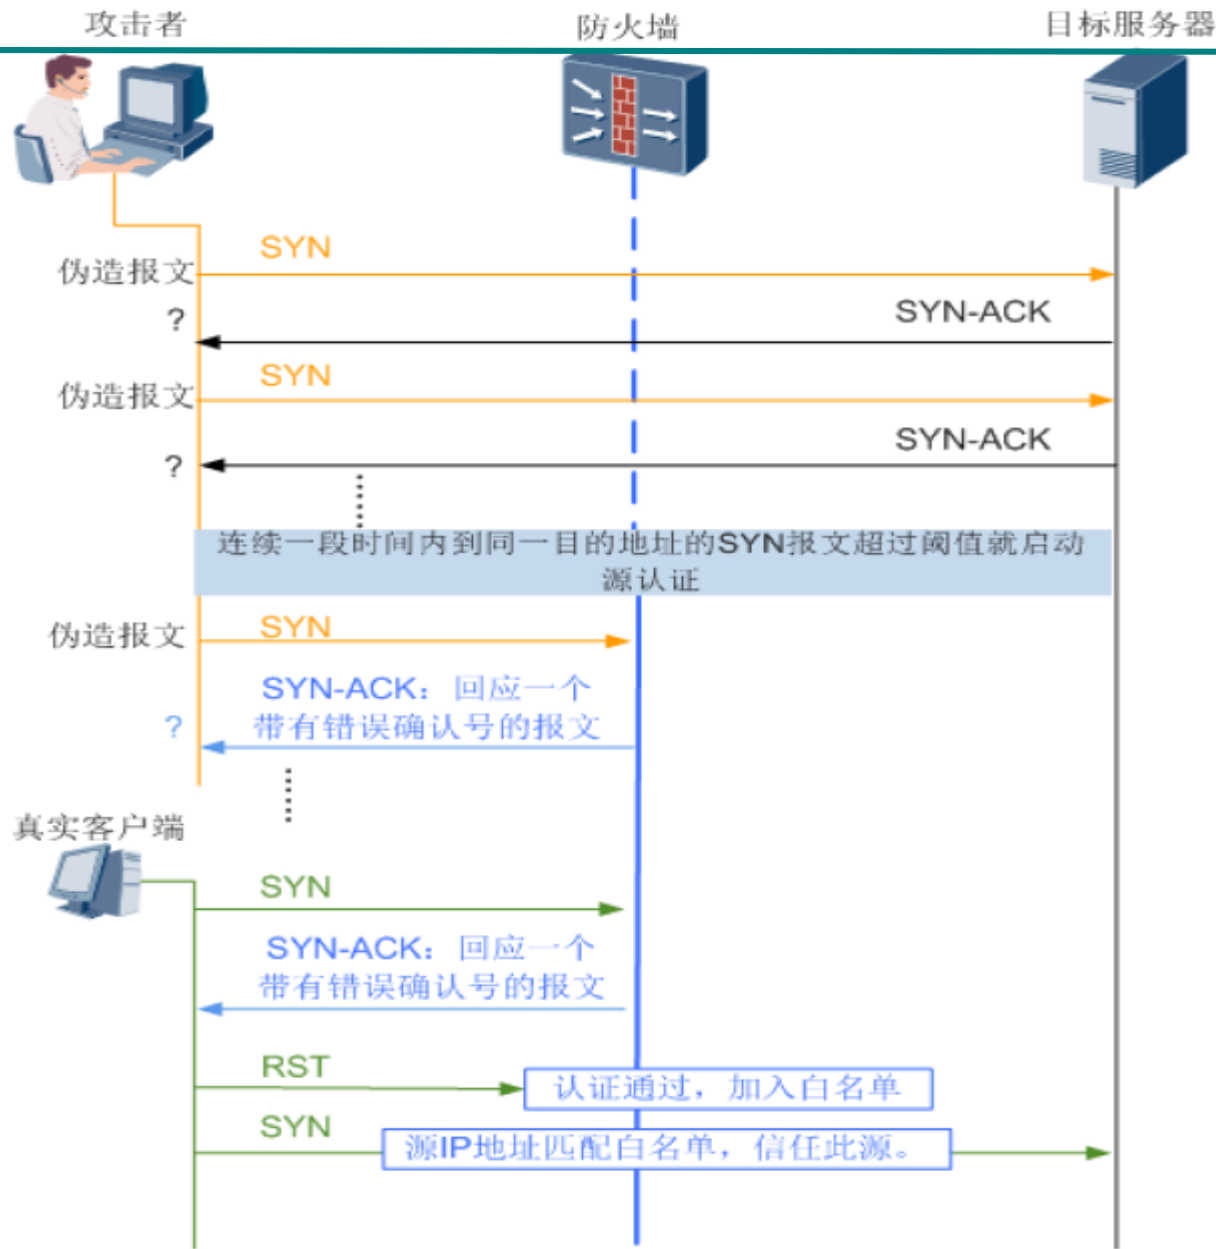 攻击者
防火墙
目标服务器
SYN
伪造报文
SYN-ACK
?
SYN
伪造报文
SYN-ACK
?
连续一段时间内到同一目的地址的SYN报文超过阈值就启动
源认证
SYN
伪造报文
SYN-ACK：回应一个
带有错误确认号的报文
?
真实客户端
SYN
SYN-ACK：回应一个
带有错误确认号的报文
RST
认证通过，加入白名单
SYN
源IP地址匹配白名单，信任此源。